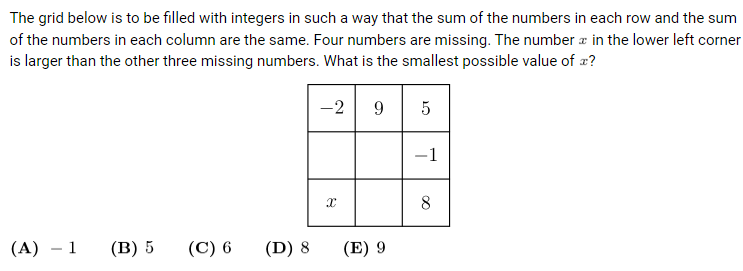 The grid below is to be filled with integers in such a way that the sum of the numbers in each row and the sum
of the numbers in each column are the same. Four numbers are missing. The number x in the lower left corner
is larger than the other three missing numbers. What is the smallest possible value of x?
−2 9 5
−1
x 8
(A) − 1 (B) 5 (C) 6 (D) 8 (E) 9